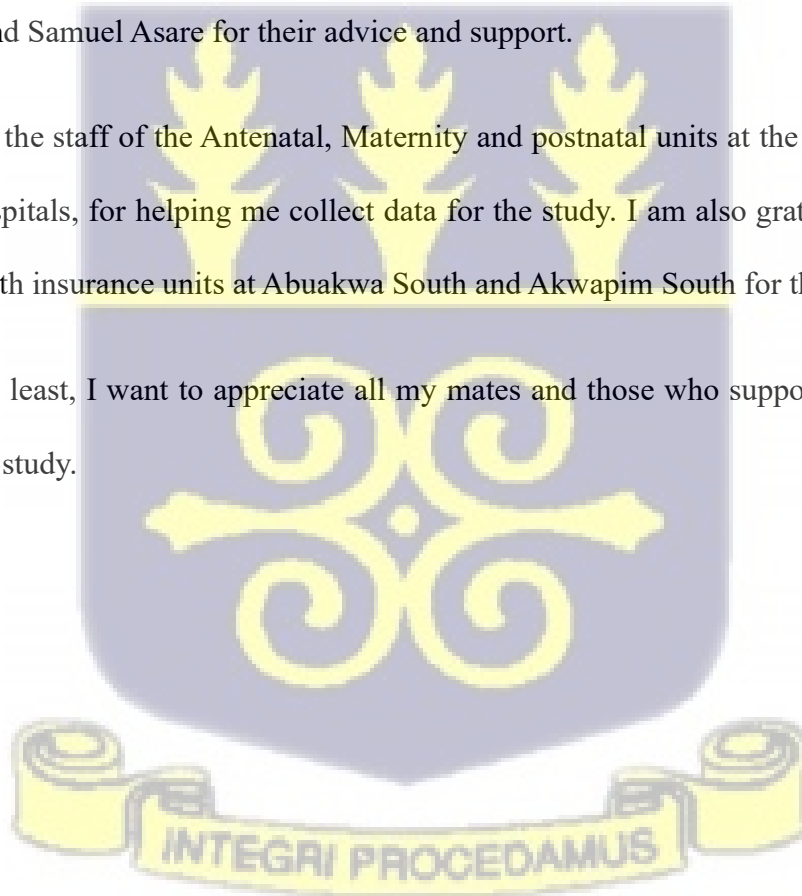 nd Samuel Asare for their advice and support.
the staff of the Antenatal, Maternity and postnatal units at the
spitals, for helping me collect data for the study. I am also grat
th insurance units at Abuakwa South and Akwapim South for th
least, I want to appreciate all my mates and those who suppo
study.
INTEGRI PROCEDAMUS